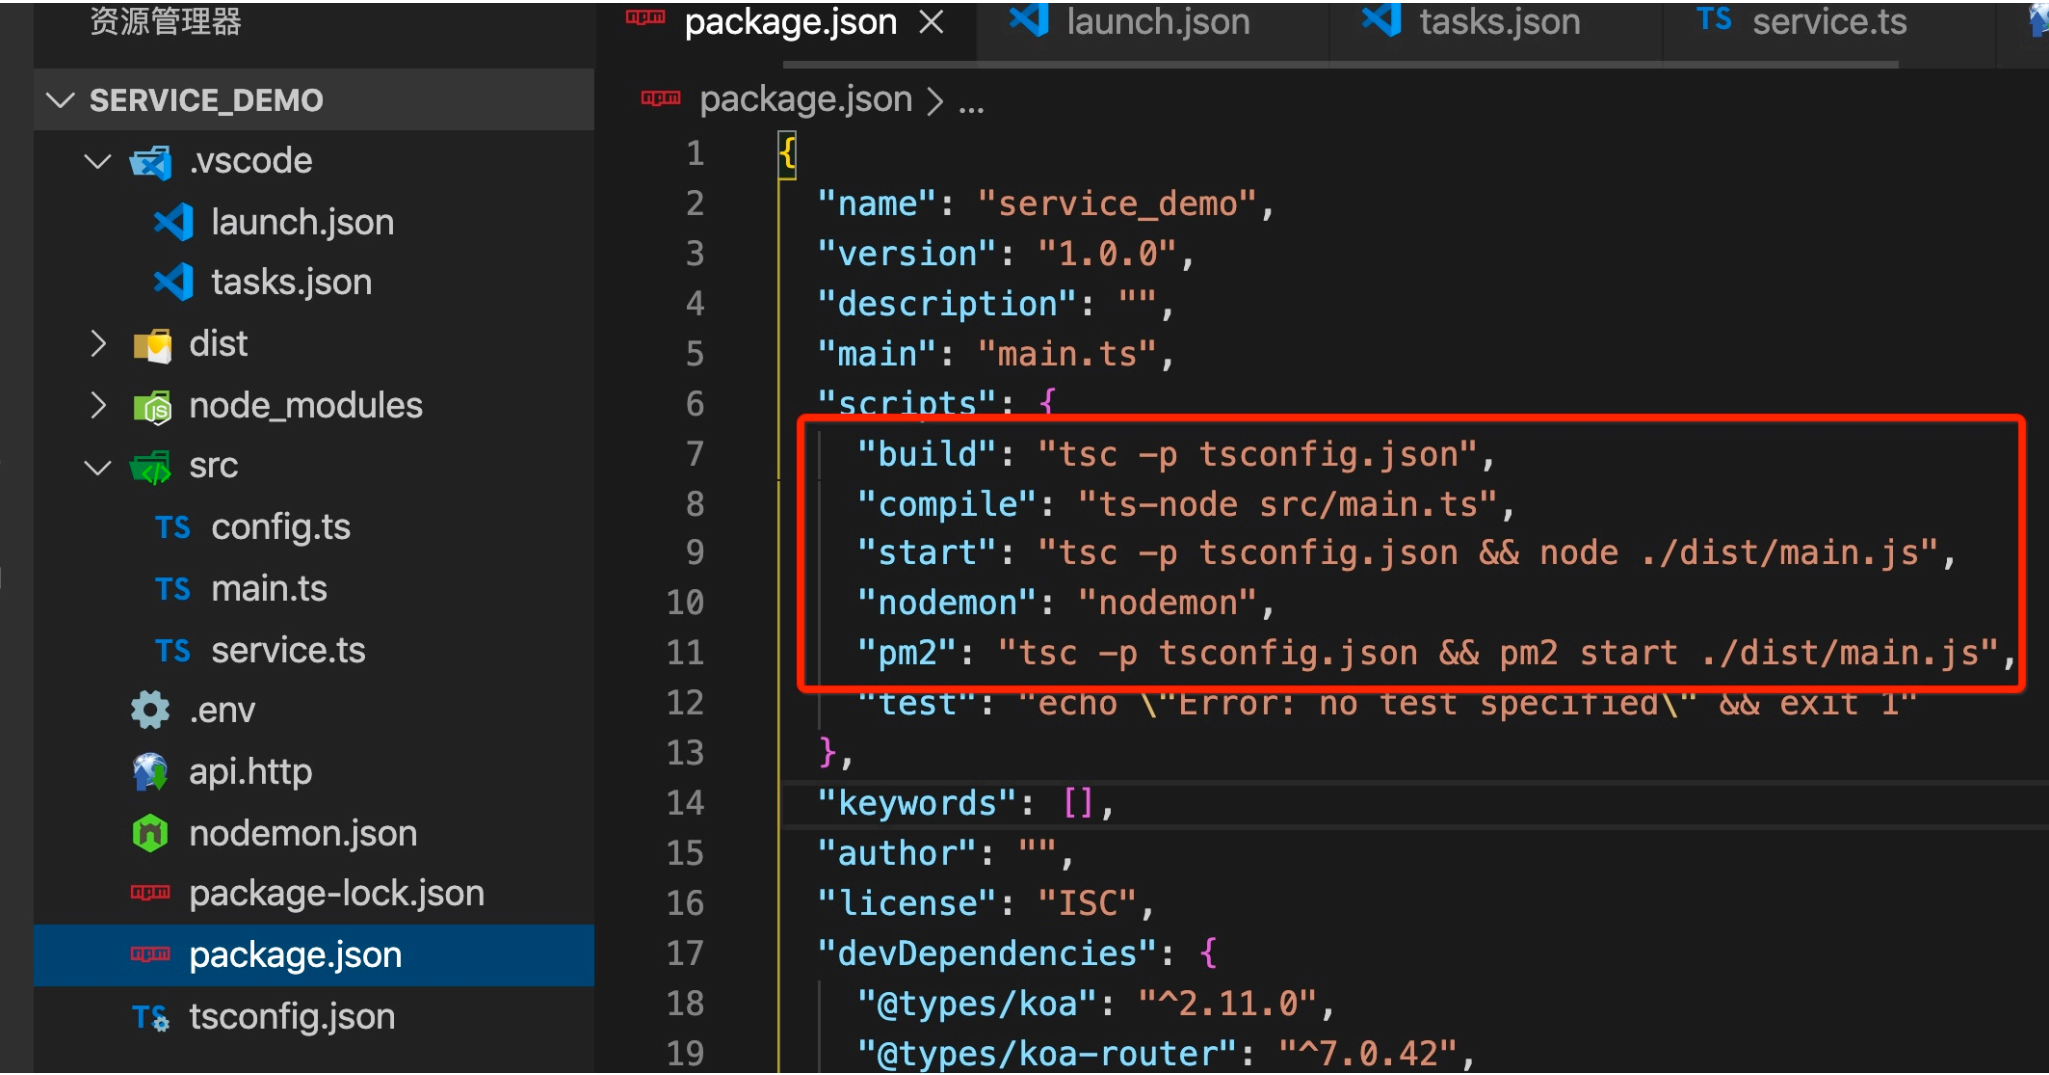 资源管理器
SERVICE_DEMO
.vscode
launch.json
tasks.json
dist
node_modules
src
TS config.ts
TS main.ts
TS service.ts
.env
api.http
nodemon.json
package-lock.json
package.json
tsconfig.json
package.json
launch.json
tasks.json
TS service.ts
package.json > ...
1 {
2 "name": "service_demo",
3 "version": "1.0.0",
4 "description": "",
5 "main": "main.ts",
6 "scripts": {
7 "build": "tsc -p tsconfig.json",
8 "compile": "ts-node src/main.ts",
9 "start": "tsc -p tsconfig.json && node ./dist/main.js",
10 "nodemon": "nodemon",
11 "pm2": "tsc -p tsconfig.json && pm2 start ./dist/main.js",
12 "test": "echo \"Error: no test specified\" && exit 1"
13 },
14 "keywords": [],
15 "author": "",
16 "license": "ISC",
17 "devDependencies": {
18 "@types/koa": "^2.11.0",
19 "@types/koa-router": "^7.0.42",